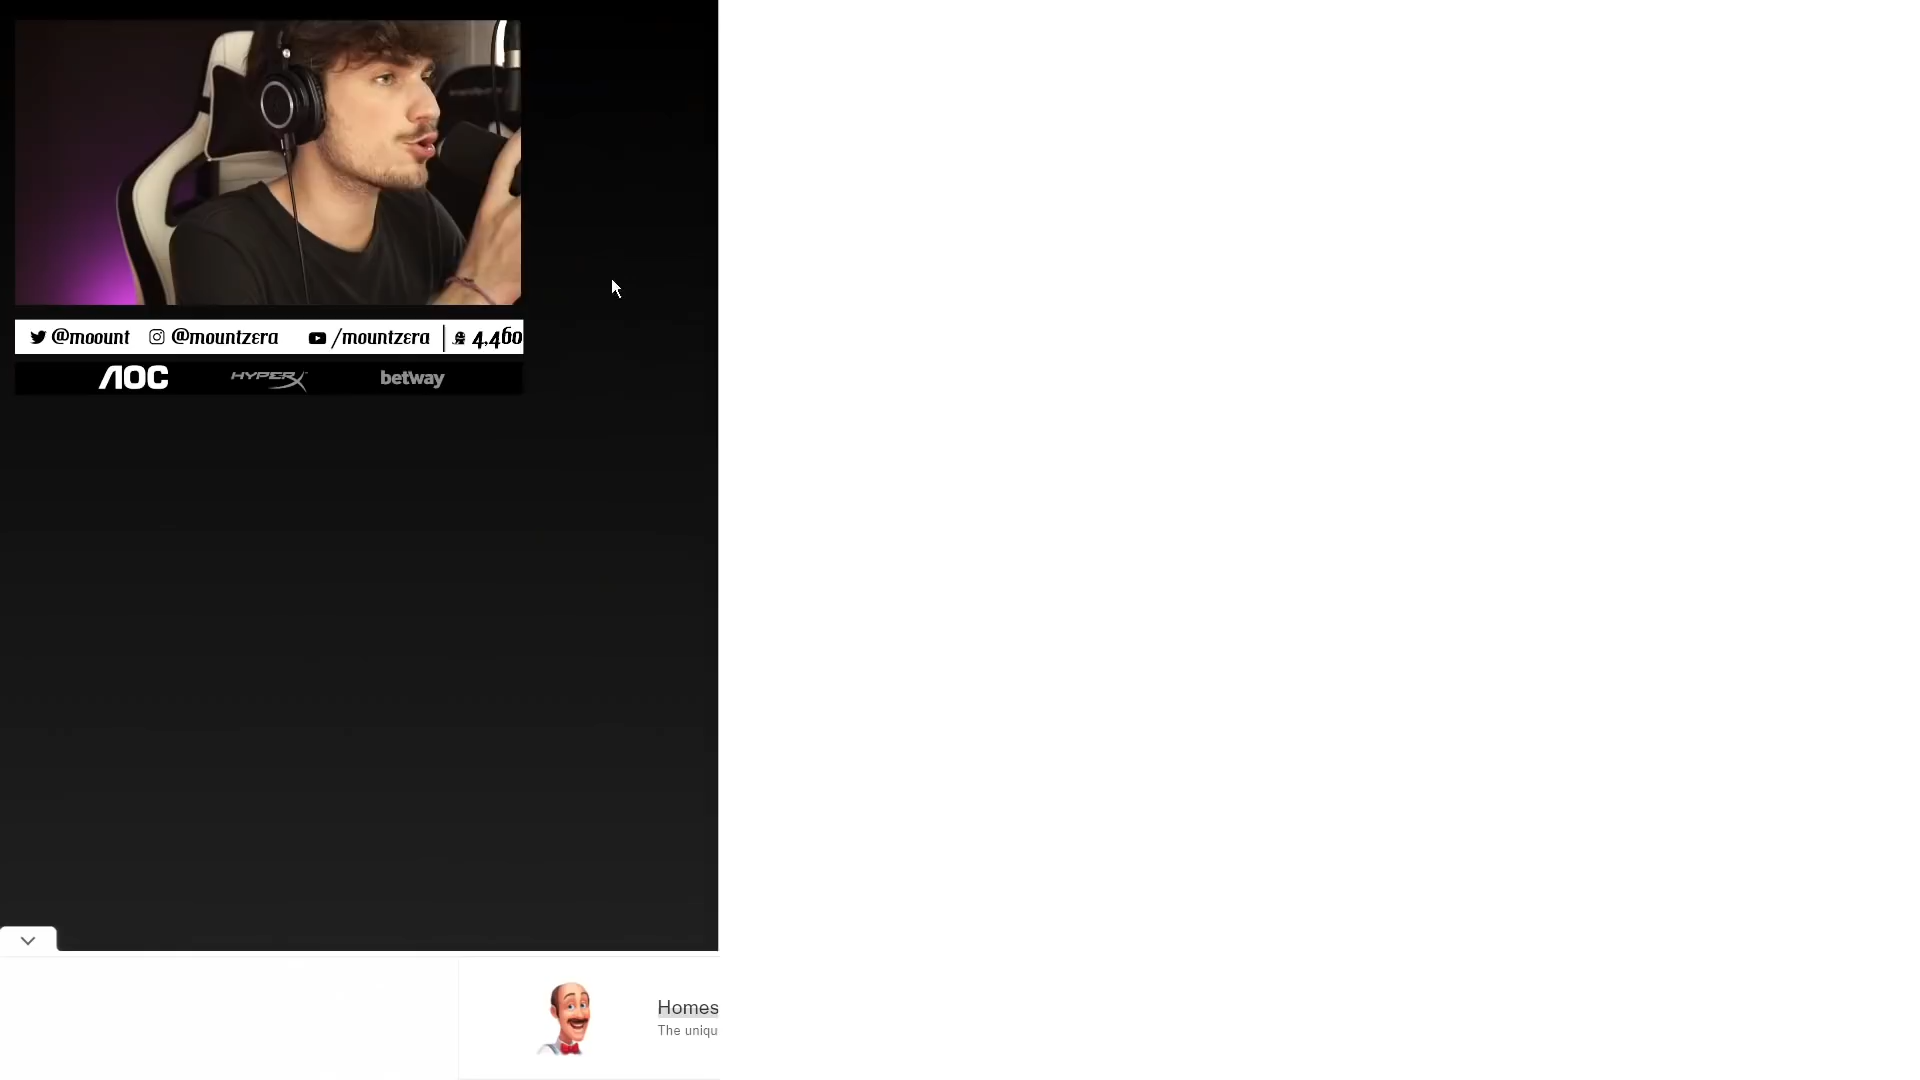 @moount @mountzera /mountzera | 4,460
AOC HYPERX betway
Homes
The uniqu